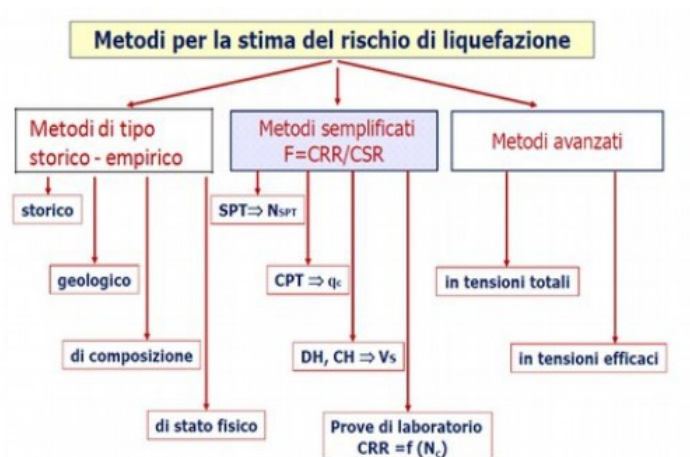 Metodi per la stima del rischio di liquefazione
Metodi di tipo
storico - empirico
Metodi semplificati
F=CRR/CSR
Metodi avanzati
storico
SPT⇒ NSPT
geologico
CPT ⇒ qc
in tensioni totali
di composizione
DH, CH ⇒ Vs
in tensioni efficaci
di stato fisico
Prove di laboratorio
CRR =f (Nc)